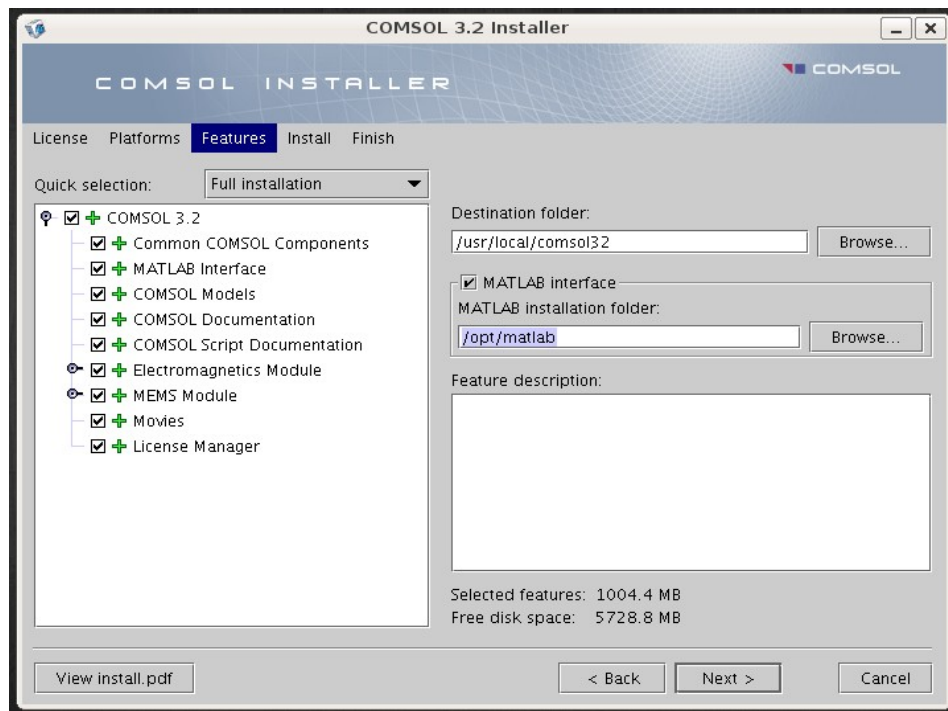 COMSOL 3.2 Installer
COMSOL INSTALLER
COMSOL
License Platforms Features Install Finish
Quick selection: Full installation
COMSOL 3.2
Common COMSOL Components
MATLAB Interface
COMSOL Models
COMSOL Documentation
COMSOL Script Documentation
Electromagnetics Module
MEMS Module
Movies
License Manager
Destination folder:
/usr/local/comsol32 Browse...
MATLAB interface
MATLAB installation folder:
/opt/matlab Browse...
Feature description:
Selected features: 1004.4 MB
Free disk space: 5728.8 MB
View install.pdf < Back Next > Cancel